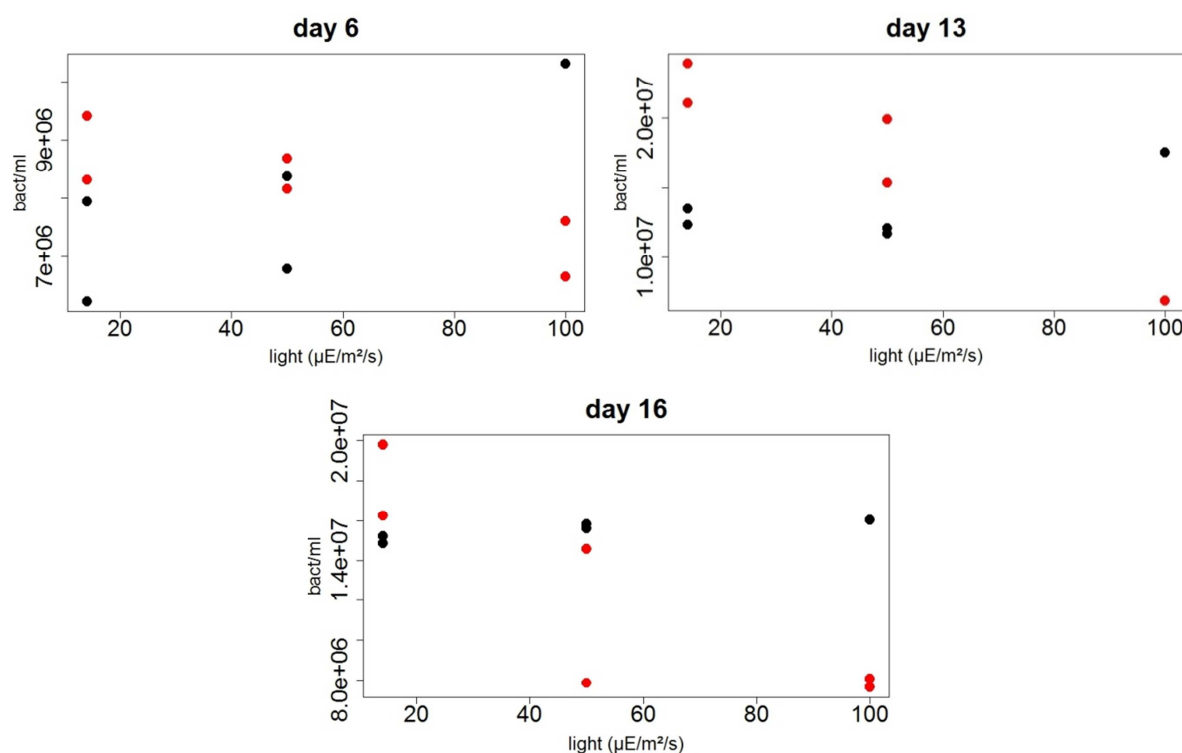 day 6
9e+06
7e+06
bact/ml
20 40 60 80 100
light (µE/m²/s)
day 13
2.0e+07
1.0e+07
bact/ml
20 40 60 80 100
light (µE/m²/s)
day 16
2.0e+07
1.4e+07
8.0e+06
bact/ml
20 40 60 80 100
light (µE/m²/s)